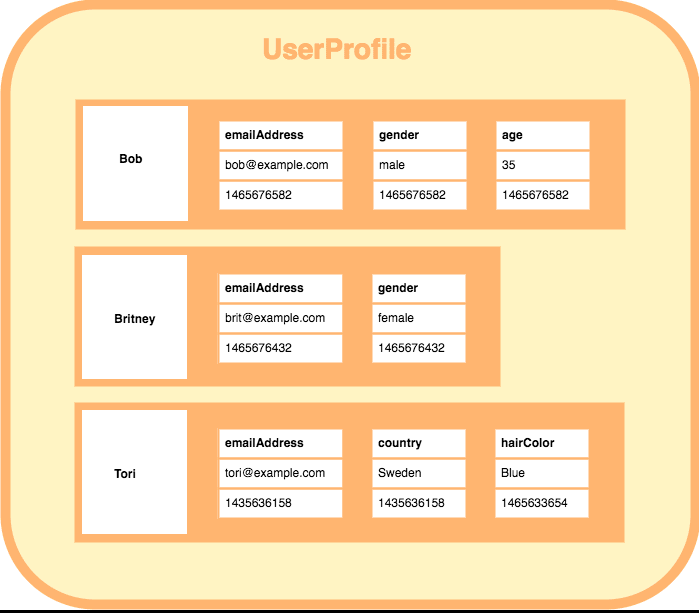 UserProfile
Bob
emailAddress gender age
bob@example.com male 35
1465676582 1465676582 1465676582
Britney
emailAddress gender
brit@example.com female
1465676432 1465676432
Tori
emailAddress country hairColor
tori@example.com Sweden Blue
1435636158 1435636158 1465633654